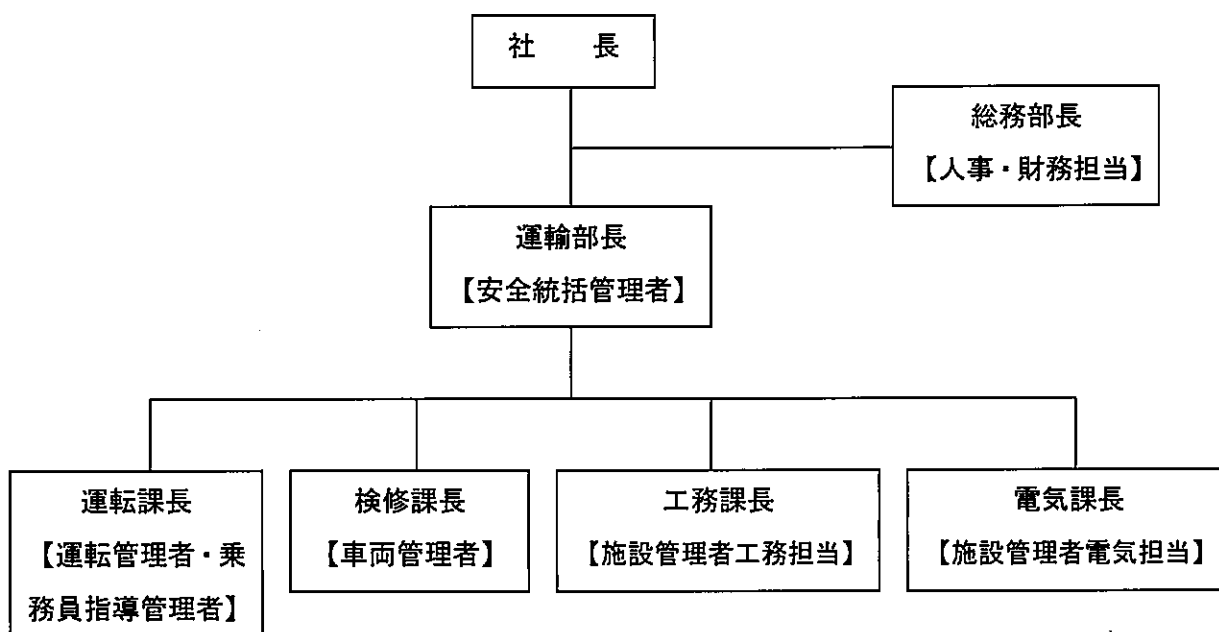 社　　長
総務部長
【人事・財務担当】
運輸部長
【安全統括管理者】
運転課長
【運転管理者・乗
務員指導管理者】
検修課長
【車両管理者】
工務課長
【施設管理者工務担当】
電気課長
【施設管理者電気担当】